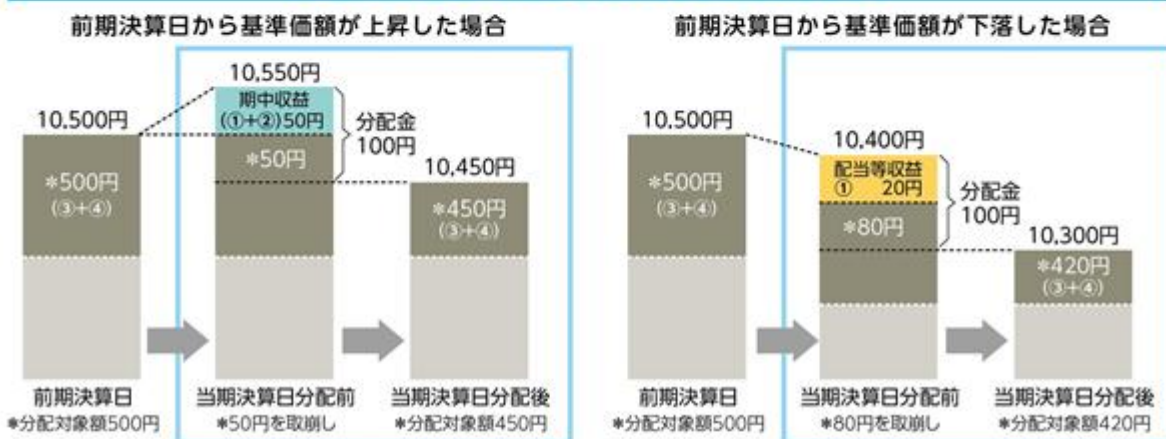 前期決算日から基準価額が上昇した場合
10,550円
期中収益
(①+②)50円
10,500円
分配金
100円
*50円
10,450円
*500円
(③+④)
*450円
(③+④)
前期決算日
当期決算日分配前
当期決算日分配後
*分配対象額500円
*50円を取崩し
*分配対象額450円
前期決算日から基準価額が下落した場合
10,500円
10,400円
配当等収益
① 20円
分配金
100円
*500円
(③+④)
*80円
10,300円
*420円
(③+④)
前期決算日
当期決算日分配前
当期決算日分配後
*分配対象額500円
*80円を取崩し
*分配対象額420円